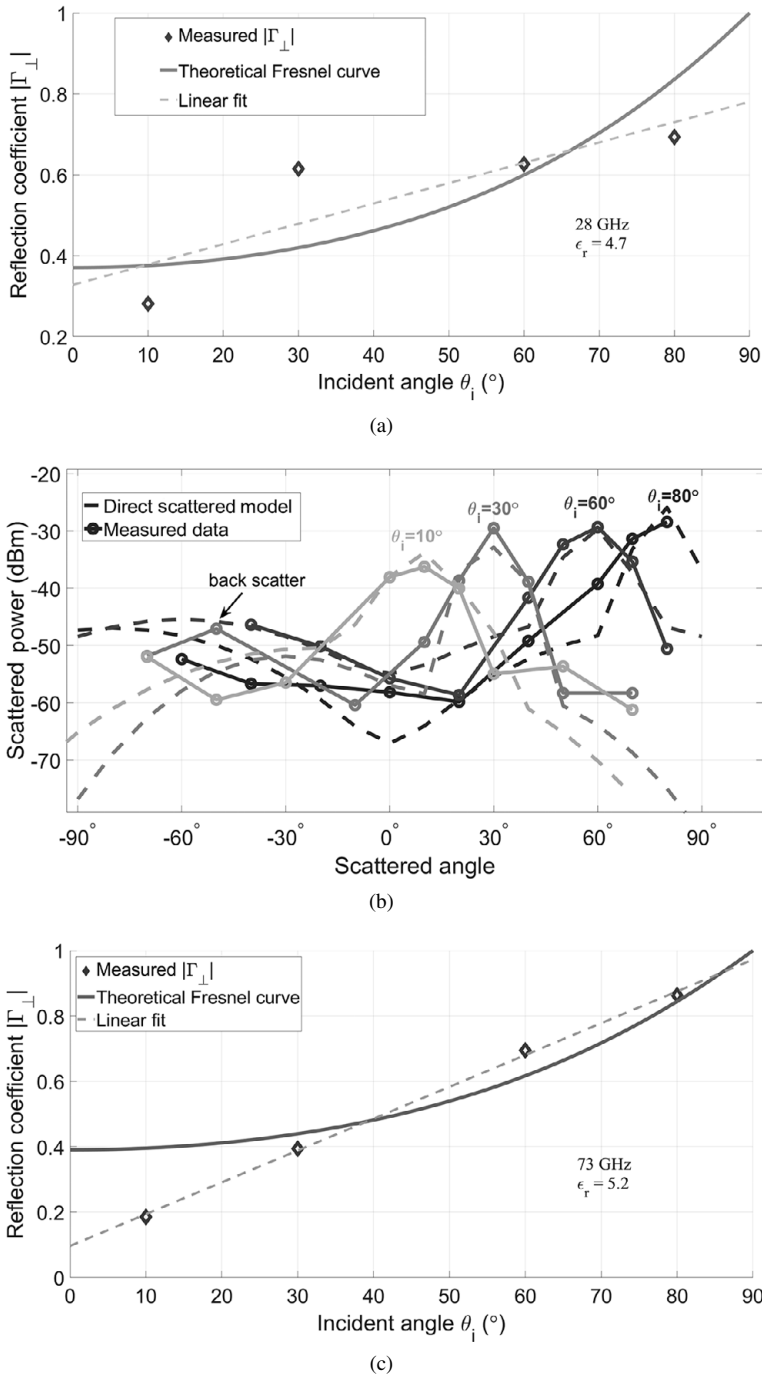 1
0.8
0.6
0.4
0.2
Reflection coefficient |Γ⊥|
Measured |Γ⊥|
Theoretical Fresnel curve
Linear fit
28 GHz
ϵr = 4.7
0 10 20 30 40 50 60 70 80 90
Incident angle θi (°)
(a)
-20
-30
-40
-50
-60
-70
Scattered power (dBm)
Direct scattered model
Measured data
back scatter
θi=10°
θi=30°
θi=60°
θi=80°
-90° -60° -30° 0° 30° 60° 90°
Scattered angle
(b)
1
0.8
0.6
0.4
0.2
0
Reflection coefficient |Γ⊥|
Measured |Γ⊥|
Theoretical Fresnel curve
Linear fit
73 GHz
ϵr = 5.2
0 10 20 30 40 50 60 70 80 90
Incident angle θi (°)
(c)